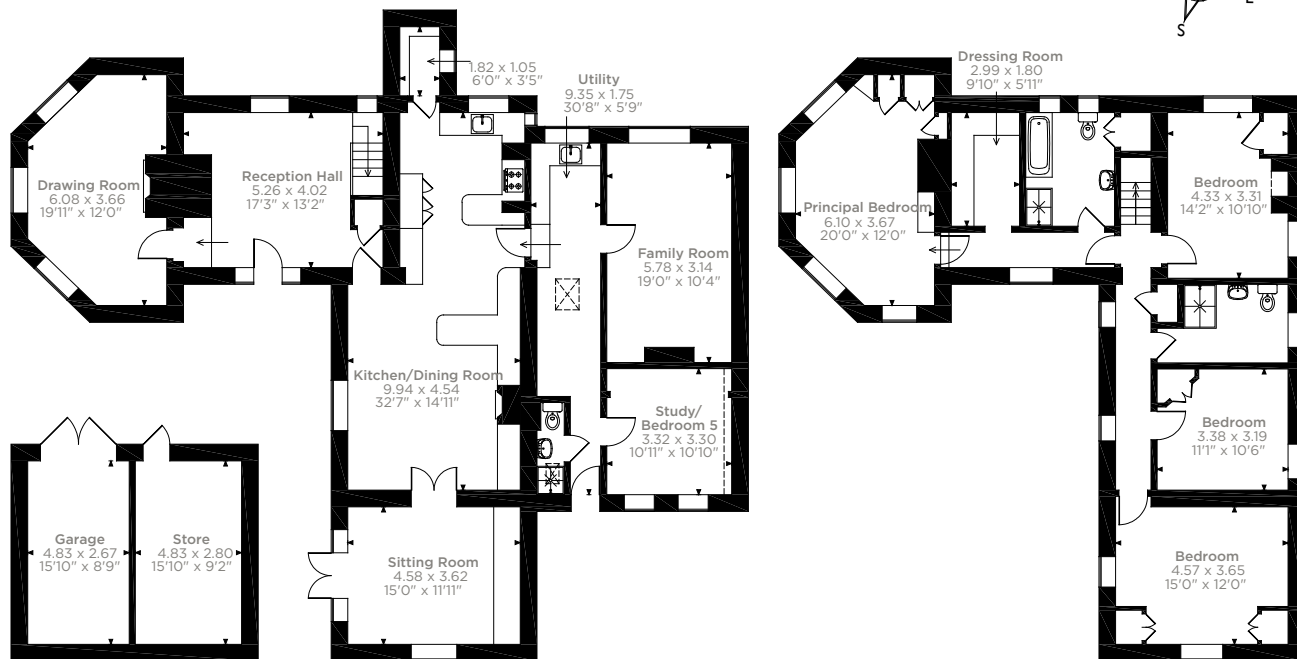 1.82 x 1.05
6'0" x 3'5"
Utility
9.35 x 1.75
30'8" x 5'9"
Drawing Room
6.08 x 3.66
19'11" x 12'0"
Reception Hall
5.26 x 4.02
17'3" x 13'2"
Family Room
5.78 x 3.14
19'0" x 10'4"
Kitchen/Dining Room
9.94 x 4.54
32'7" x 14'11"
Study/
Bedroom 5
3.32 x 3.30
10'11" x 10'10"
Garage
4.83 x 2.67
15'10" x 8'9"
Store
4.83 x 2.80
15'10" x 9'2"
Sitting Room
4.58 x 3.62
15'0" x 11'11"
S
E
Dressing Room
2.99 x 1.80
9'10" x 5'11"
Principal Bedroom
6.10 x 3.67
20'0" x 12'0"
Bedroom
4.33 x 3.31
14'2" x 10'10"
Bedroom
3.38 x 3.19
11'1" x 10'6"
Bedroom
4.57 x 3.65
15'0" x 12'0"